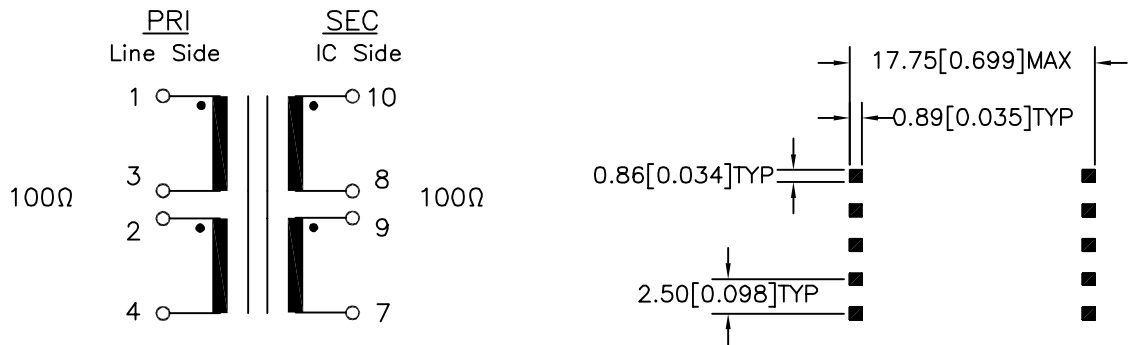 PRI
SEC
Line Side
IC Side
1
10
3
8
100Ω
100Ω
2
9
4
7
17.75[0.699]MAX
0.89[0.035]TYP
0.86[0.034]TYP
2.50[0.098]TYP